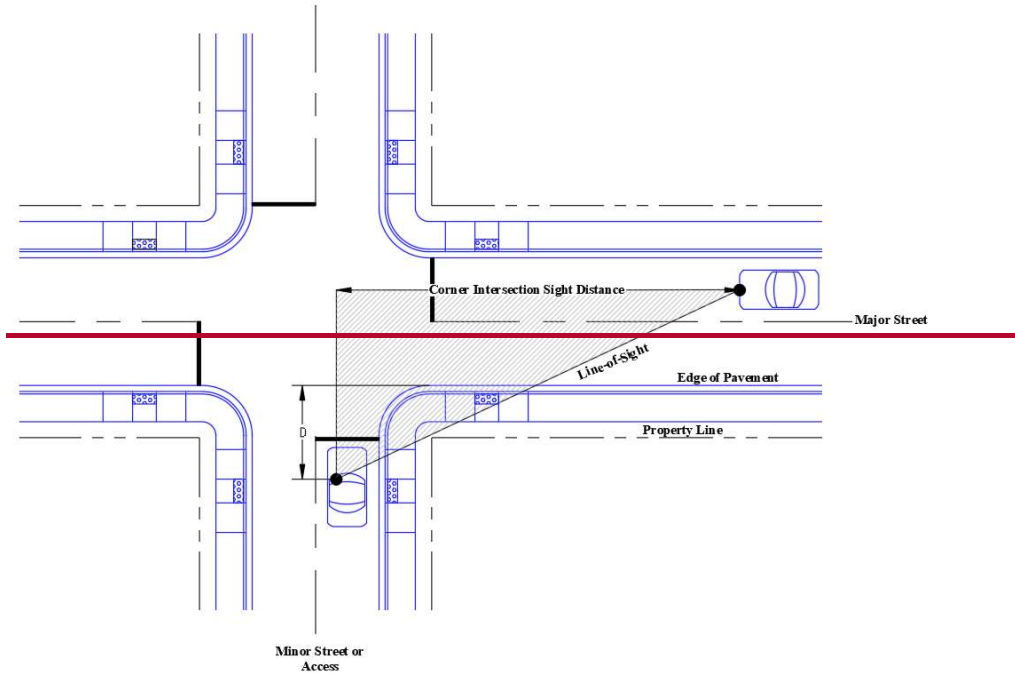 Corner Intersection Sight Distance
Major Street
Line-of-Sight
Edge of Pavement
D
Property Line
Minor Street or
Access